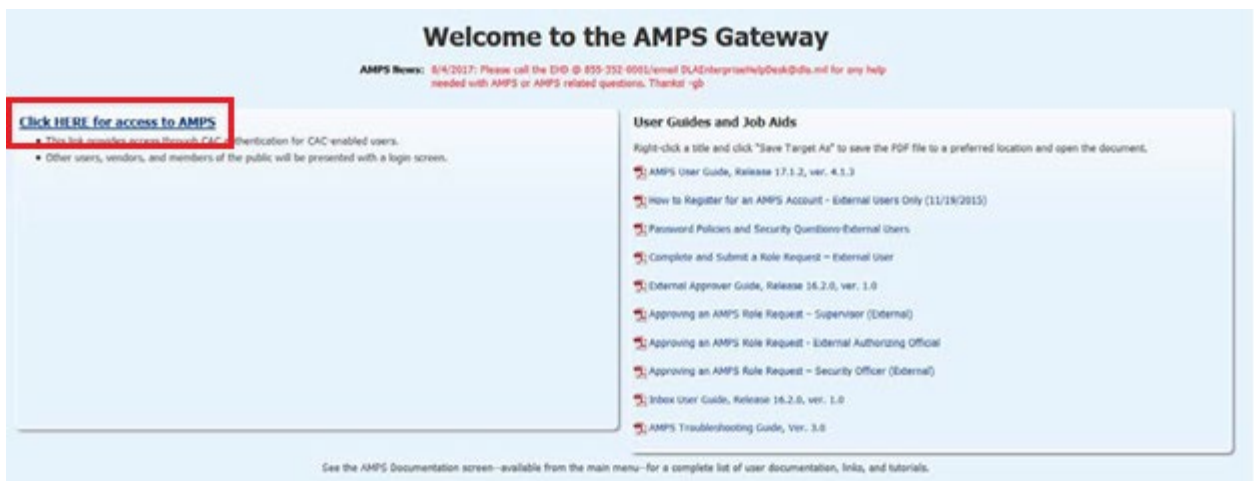 Welcome to the AMPS Gateway
AMPS News: 8/4/2017: Please call the EHD @ 855-352-0001/email DLAEnterpriseHelpDesk@dla.mil for any help
needed with AMPS or AMPS related questions. Thanks! -gb
Click HERE for access to AMPS
This link provides access through CAC authentication for CAC-enabled users.
Other users, vendors, and members of the public will be presented with a login screen.
User Guides and Job Aids
Right-click a title and click "Save Target As" to save the PDF file to a preferred location and open the document.
AMPS User Guide, Release 17.1.2, ver. 4.1.3
How to Register for an AMPS Account - External Users Only (11/19/2015)
Password Policies and Security Questions-External Users
Complete and Submit a Role Request – External User
External Approver Guide, Release 16.2.0, ver. 1.0
Approving an AMPS Role Request – Supervisor (External)
Approving an AMPS Role Request - External Authorizing Official
Approving an AMPS Role Request – Security Officer (External)
Inbox User Guide, Release 16.2.0, ver. 1.0
AMPS Troubleshooting Guide, Ver. 3.0
See the AMPS Documentation screen--available from the main menu--for a complete list of user documentation, links, and tutorials.